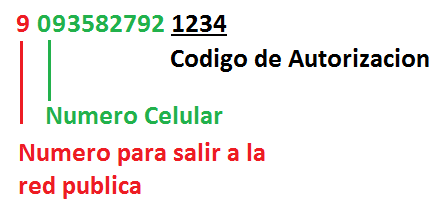 9 093582792 1234
Codigo de Autorizacion
Numero Celular
Numero para salir a la
red publica